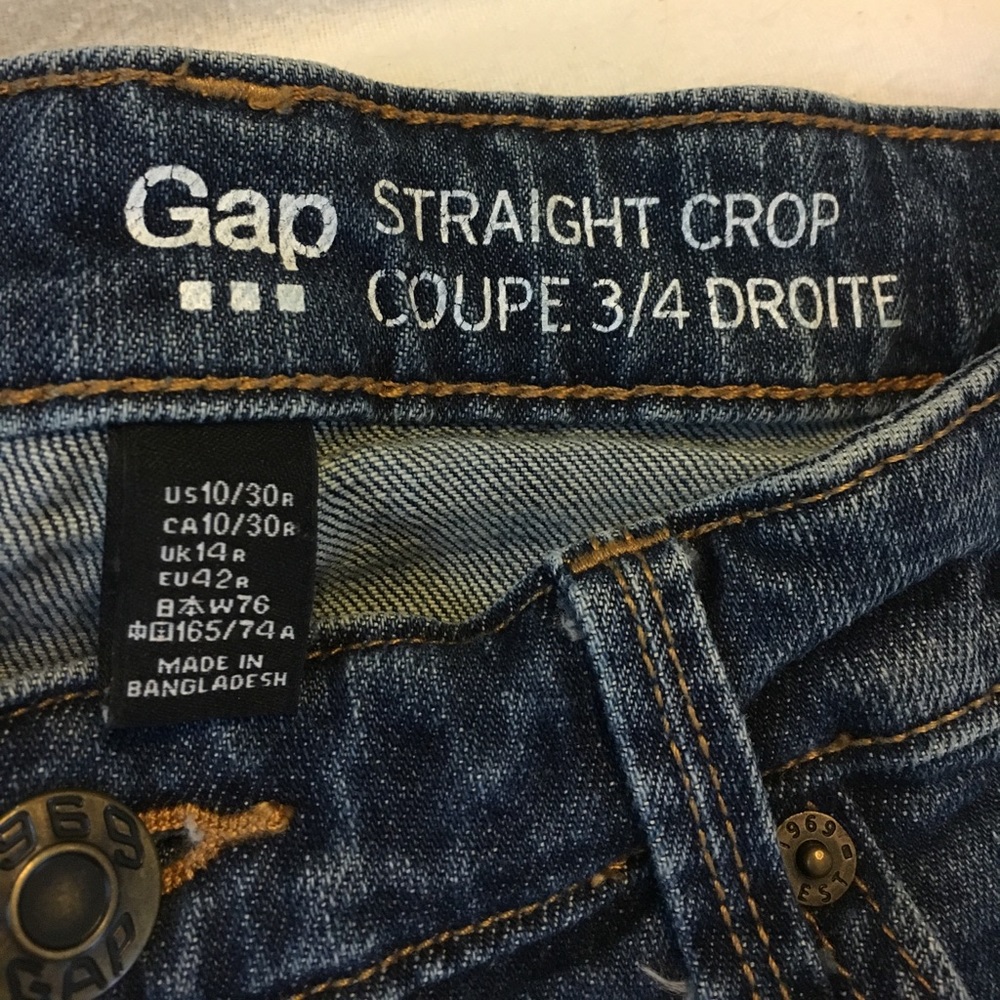 Gap STRAIGHT CROP
COUPE 3/4 DROITE
US10/30R
CA10/30R
UK14R
EU42R
日本W76
中国165/74A
MADE IN
BANGLADESH
1969
GAP
1969
EST